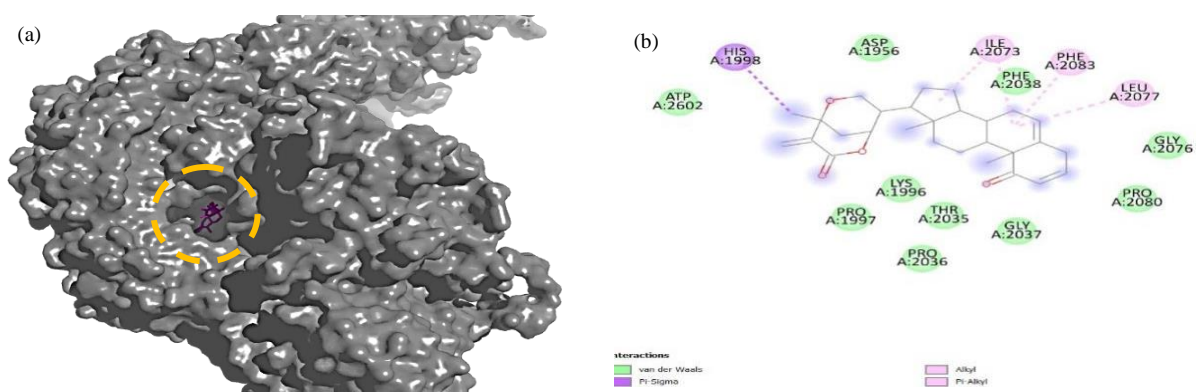 (a)
(b)
HIS
A:1998
ASP
A:1956
ILE
A:2073
PHE
A:2083
PHE
A:2038
LEU
A:2077
ATP
A:2602
GLY
A:2076
LYS
A:1996
PRO
A:2080
PRO
A:1997
THR
A:2035
GLY
A:2037
PRO
A:2036
nteractions
van der Waals
Pi-Sigma
Alkyl
Pi-Alkyl